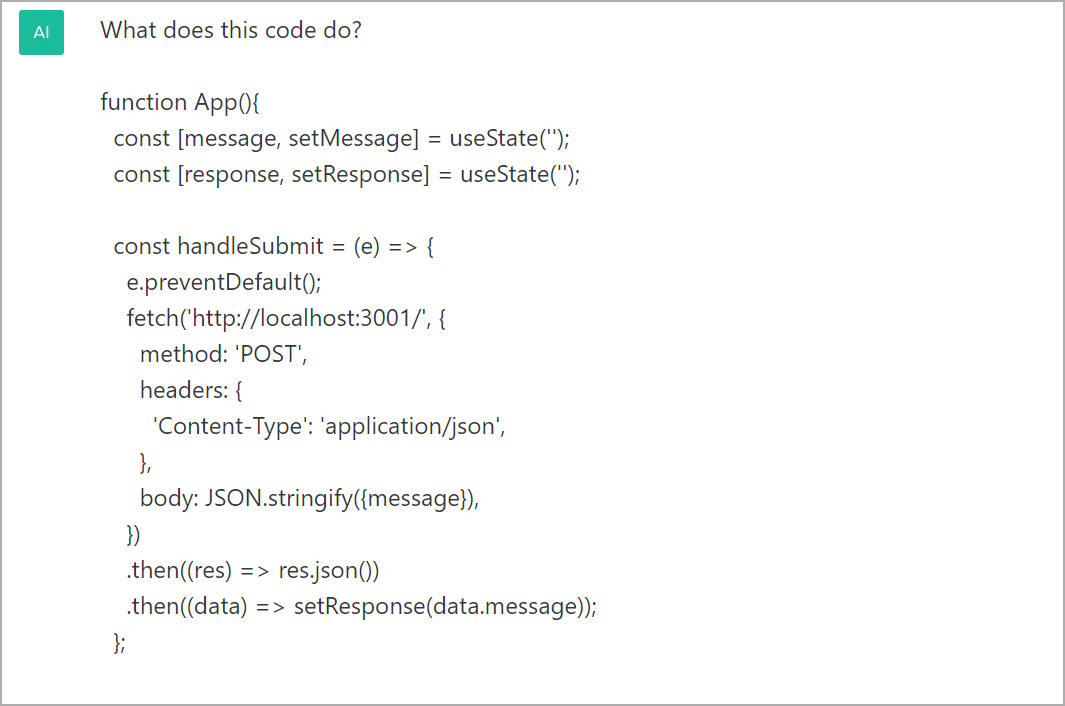 AI
What does this code do?
function App(){
const [message, setMessage] = useState('');
const [response, setResponse] = useState('');
const handleSubmit = (e) => {
e.preventDefault();
fetch('http://localhost:3001/', {
method: 'POST',
headers: {
'Content-Type': 'application/json',
},
body: JSON.stringify({message}),
})
.then((res) => res.json())
.then((data) => setResponse(data.message));
};